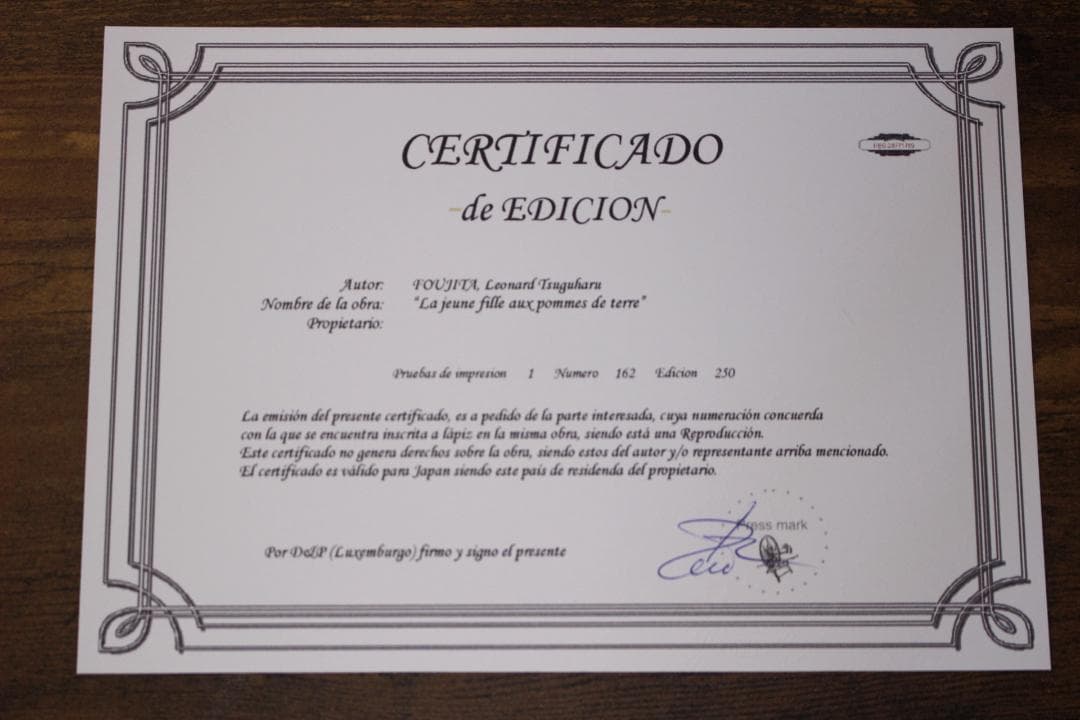 CERTIFICADO
-de EDICION-
Autor: FOUJITA, Leonard Tsuguharu
Nombre de la obra: "La jeune fille aux pommes de terre"
Propietario:
Pruebas de impresion 1 Numero 162 Edicion 250
La emisión del presente certificado, es a pedido de la parte interesada, cuya numeración concuerda
con la que se encuentra inscrita a lápiz en la misma obra, siendo está una Reproducción.
Este certificado no genera derechos sobre la obra, siendo estos del autor y/o representante arriba mencionado.
El certificado es válido para Japan siendo este país de residenda del propietario.
Press mark
Por D&P (Luxemburgo) firmo y signo el presente